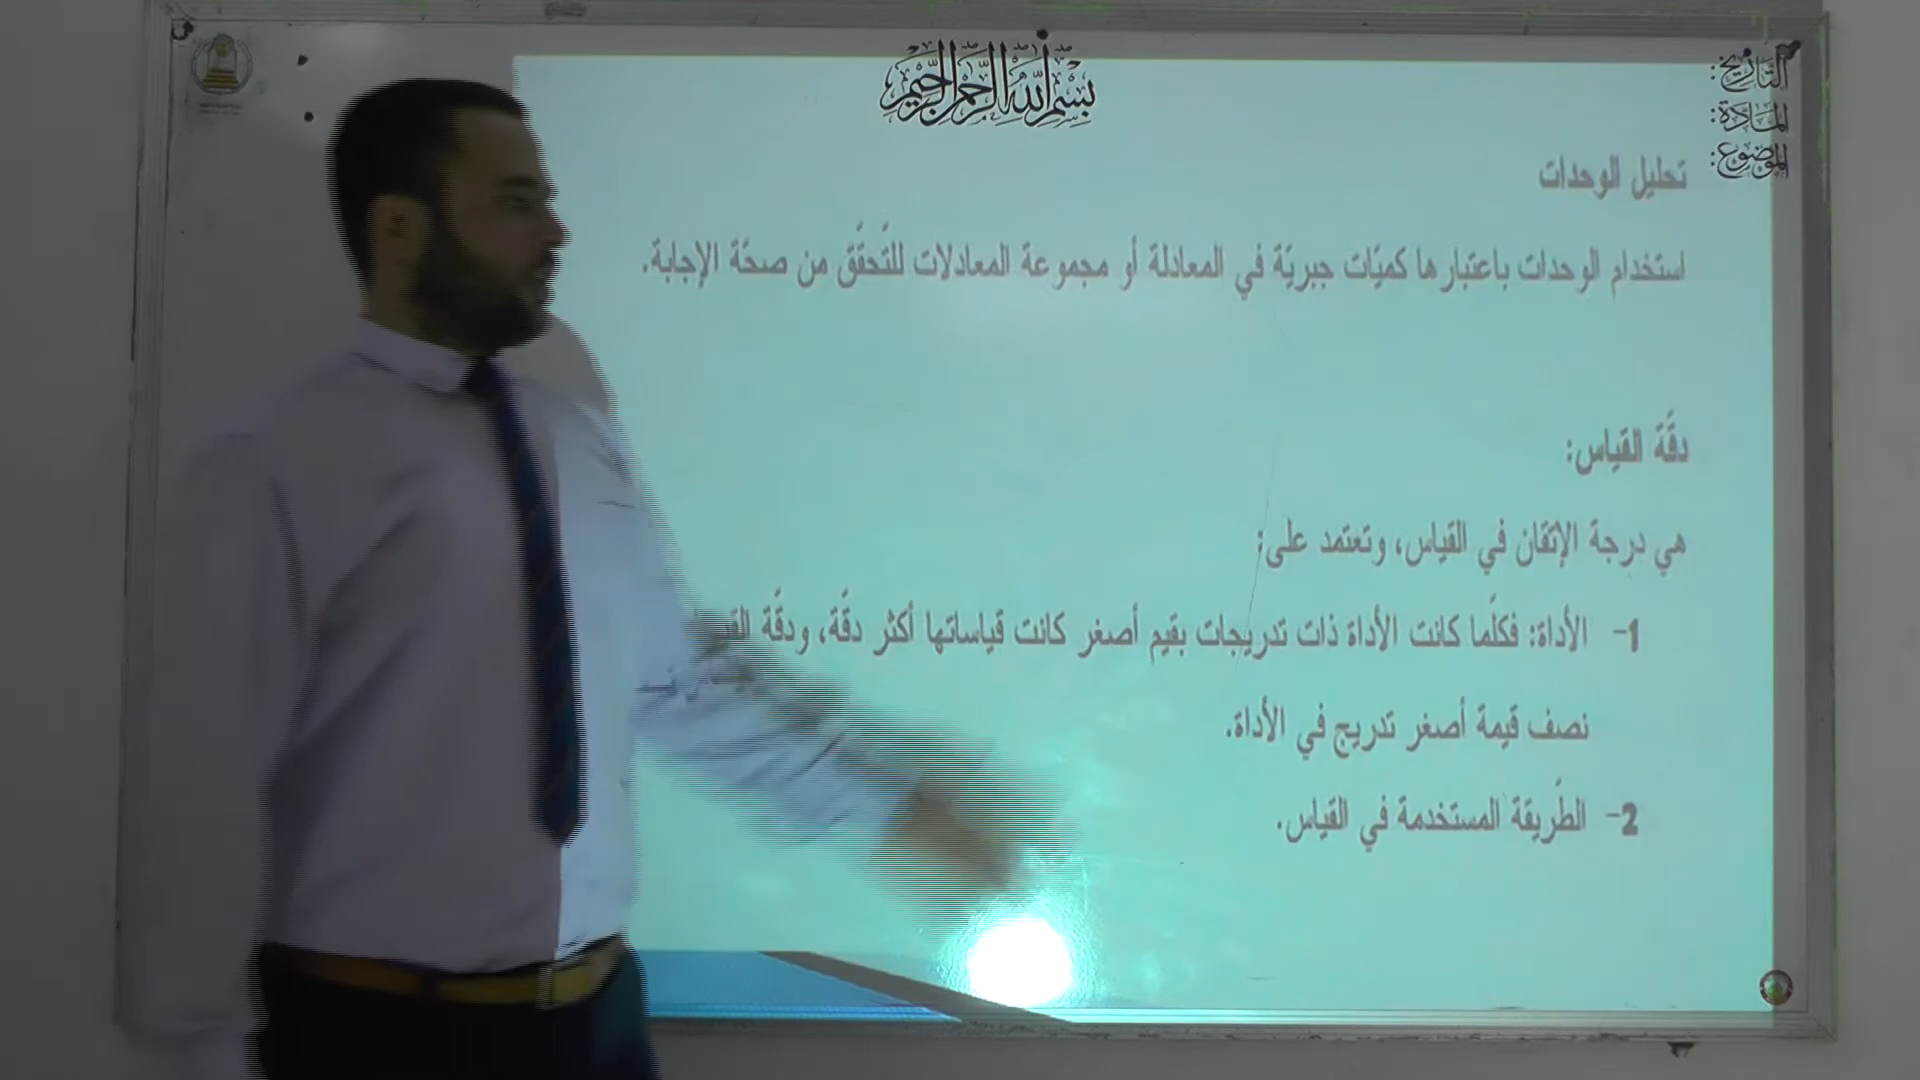 بسم الله الرحمن الرحيم
التاريخ:
المادة:
الموضوع:
تحليل الوحدات
استخدام الوحدات باعتبارها كميّات جبريّة في المعادلة أو مجموعة المعادلات للتّحقّق من صحّة الإجابة.
دقّة القياس:
هي درجة الإتقان في القياس، وتعتمد على:
1- الأداة: فكلّما كانت الأداة ذات تدريجات بقيم أصغر كانت قياساتها أكثر دقّة، ودقّة
نصف قيمة أصغر تدريج في الأداة.
2- الطّريقة المستخدمة في القياس.